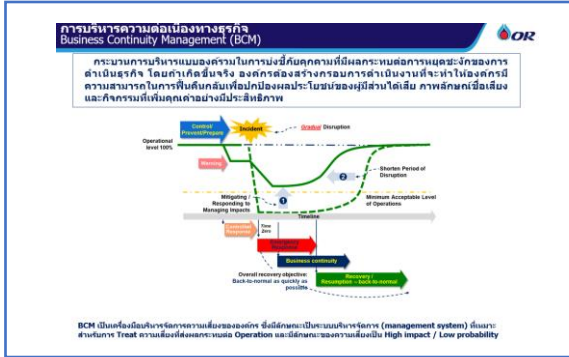 การบริหารความต่อเนื่องทางธุรกิจ
Business Continuity Management (BCM)
OR
กระบวนการบริหารแบบองค์รวมในการบ่งชี้ภัยคุกคามที่มีผลกระทบต่อการหยุดชะงักของการ
ดำเนินธุรกิจ โดยถ้าเกิดขึ้นจริง องค์กรต้องสร้างกรอบการดำเนินงานที่จะทำให้องค์กรมี
ความสามารถในการฟื้นคืนกลับเพื่อปกป้องผลประโยชน์ของผู้มีส่วนได้เสีย ภาพลักษณ์ชื่อเสียง
และกิจกรรมที่เพิ่มคุณค่าอย่างมีประสิทธิภาพ
Control/
Prevent/Prepare
Incident
Gradual Disruption
Operational
level 100%
Warning
2
Shorten Period of
Disruption
Mitigating /
Responding to
Managing Impacts
1
Minimum Acceptable Level
of Operations
Timeline
Controlled
Response
Time
Zero
Emergency
Response
Business continuity
Overall recovery objective:
Back-to-normal as quickly as
possible
Recovery /
Resumption – back to normal
BCM เป็นเครื่องมือบริหารจัดการความเสี่ยงขององค์กร ซึ่งมีลักษณะเป็นระบบบริหารจัดการ (management system) ที่เหมาะ
สำหรับการ Treat ความเสี่ยงที่ส่งผลกระทบต่อ Operation และมีลักษณะของความเสี่ยงเป็น High impact / Low probability